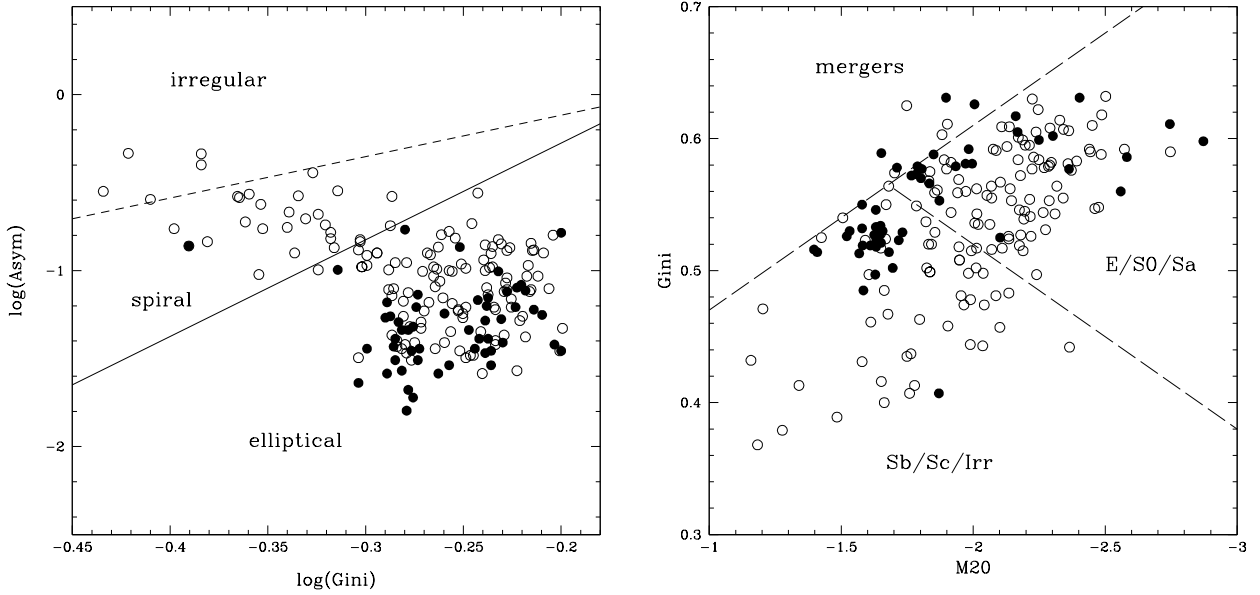 log(Asym)
0
−1
−2
irregular
spiral
elliptical
−0.45
−0.4
−0.35
−0.3
−0.25
−0.2
log(Gini)
Gini
0.7
0.6
0.5
0.4
0.3
mergers
E/S0/Sa
Sb/Sc/Irr
−1
−1.5
−2
−2.5
−3
M20